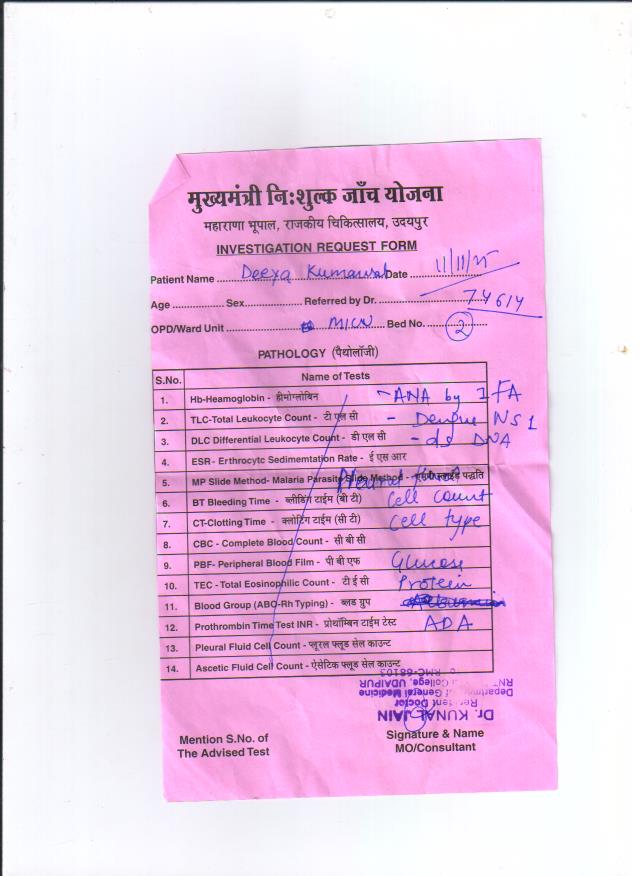 मुख्यमंत्री नि:शुल्क जाँच योजना
महाराणा भूपाल, राजकीय चिकित्सालय, उदयपुर
INVESTIGATION REQUEST FORM
Patient Name ........ Deexa Kumawat Date ........ 11/11/25
Age ........ Sex........ Referred by Dr. ........ 74614
OPD/Ward Unit ........ MICU Bed No. ........ 2
PATHOLOGY (पैथोलॉजी)
S.No. Name of Tests
1. Hb-Heamoglobin - हीमोग्लोबिन - ANA by IFA
2. TLC-Total Leukocyte Count - टी एल सी - Dengue NS1
3. DLC Differential Leukocyte Count - डी एल सी - ds DNA
4. ESR- Erthrocytc Sedimemtation Rate - ई एस आर
5. MP Slide Method- Malaria Parasite Slide Method - एमपी स्लाईड पद्धति
Pleural fluid
6. BT Bleeding Time - ब्लीडिंग टाईम (बी टी) Cell count
7. CT-Clotting Time - क्लोटिंग टाईम (सी टी) Cell type
8. CBC - Complete Blood Count - सी बी सी
9. PBF- Peripheral Blood Film - पी बी एफ Glucose
10. TEC - Total Eosinophilic Count - टी ई सी Protein
11. Blood Group (ABO-Rh Typing) - ब्लड ग्रुप
12. Prothrombin Time Test INR - प्रोथॉम्बिन टाईम टेस्ट ADA
13. Pleural Fluid Cell Count - प्लूरल फ्लूड सेल काउन्ट
14. Ascetic Fluid Cell Count - ऐसेटिक फ्लूड सेल काउन्ट
Dr. KUNAL JAIN
Resident Doctor
Department of General Medicine
RNT Medical College, UDAIPUR
RMC-68103
Mention S.No. of
The Advised Test
Signature & Name
MO/Consultant